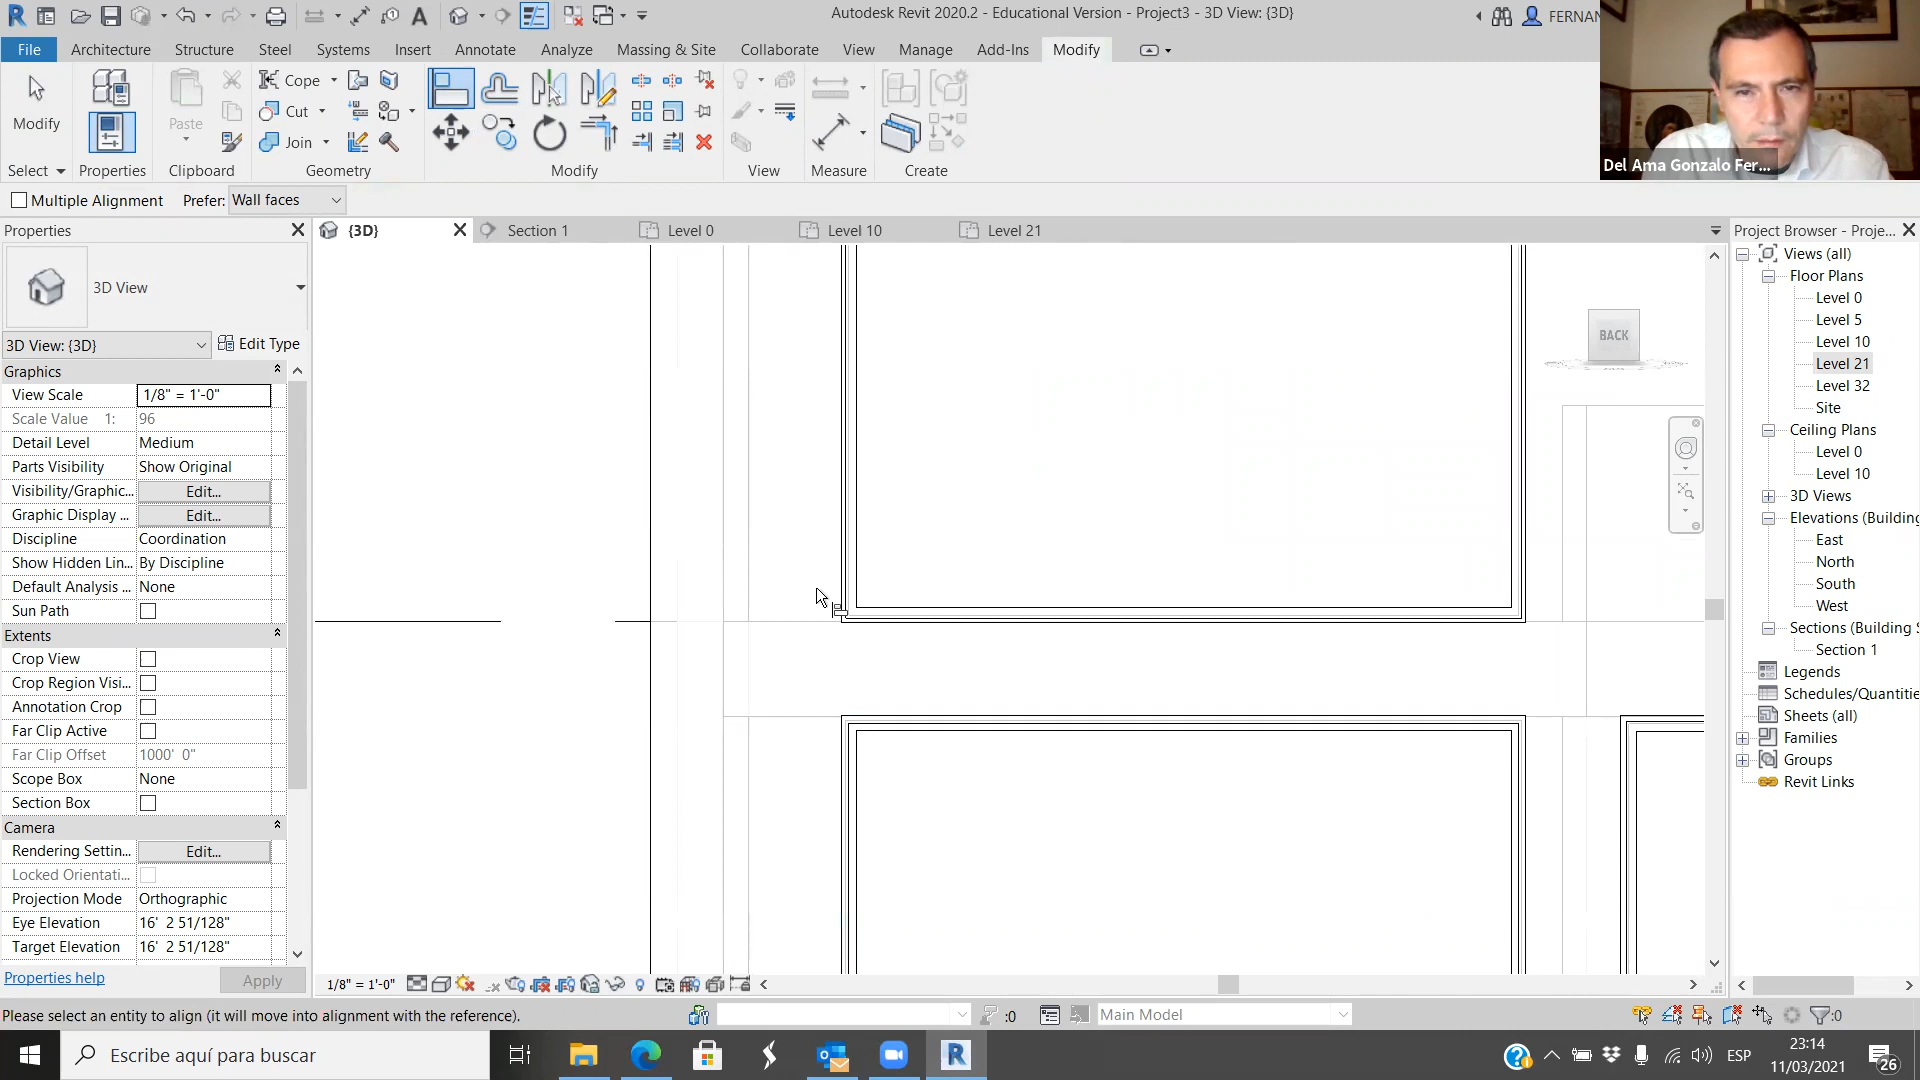 Autodesk Revit 2020.2 - Educational Version - Project3 - 3D View: {3D}
FERNAN
File Architecture Structure Steel Systems Insert Annotate Analyze Massing & Site Collaborate View Manage Add-Ins Modify
Modify
Paste
Cope
Cut
Join
Select Properties Clipboard Geometry Modify View Measure Create
Del Ama Gonzalo Fer...
Multiple Alignment Prefer: Wall faces
Properties
{3D} Section 1 Level 0 Level 10 Level 21
Project Browser - Proje...
3D View
3D View: {3D} Edit Type
Graphics
View Scale 1/8" = 1'-0"
Scale Value 1: 96
Detail Level Medium
Parts Visibility Show Original
Visibility/Graphic... Edit...
Graphic Display ... Edit...
Discipline Coordination
Show Hidden Lin... By Discipline
Default Analysis ... None
Sun Path
Extents
Crop View
Crop Region Visi...
Annotation Crop
Far Clip Active
Far Clip Offset 1000' 0"
Scope Box None
Section Box
Camera
Rendering Settin... Edit...
Locked Orientati...
Projection Mode Orthographic
Eye Elevation 16' 2 51/128"
Target Elevation 16' 2 51/128"
Properties help Apply
BACK
Views (all)
Floor Plans
Level 0
Level 5
Level 10
Level 21
Level 32
Site
Ceiling Plans
Level 0
Level 10
3D Views
Elevations (Building
East
North
South
West
Sections (Building S
Section 1
Legends
Schedules/Quantitie
Sheets (all)
Families
Groups
Revit Links
1/8" = 1'-0"
Please select an entity to align (it will move into alignment with the reference).
:0
Main Model
:0
Escribe aquí para buscar
ESP
23:14
11/03/2021
26